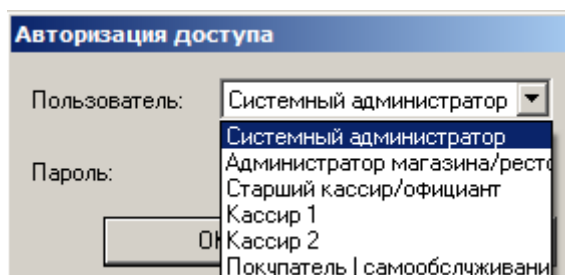 Авторизация доступа
Пользователь: Системный администратор
Системный администратор
Администратор магазина/ресто
Пароль:
Старший кассир/официант
Кассир 1
Кассир 2
Покупатель | самообслуживани